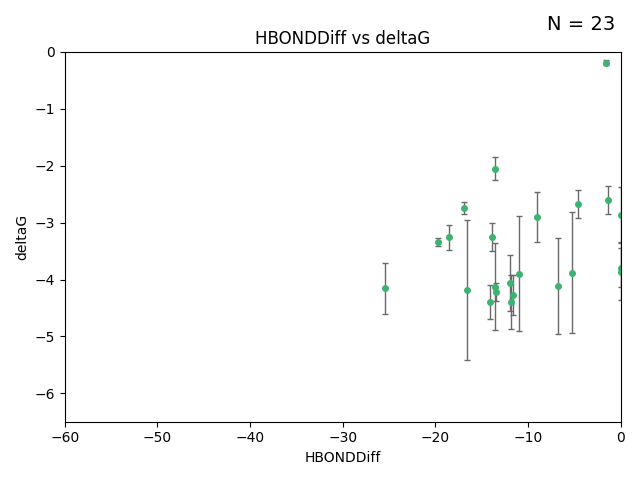 N = 23
HBONDDiff vs deltaG
0
−1
−2
−3
−4
−5
−6
deltaG
−60 −50 −40 −30 −20 −10 0
HBONDDiff